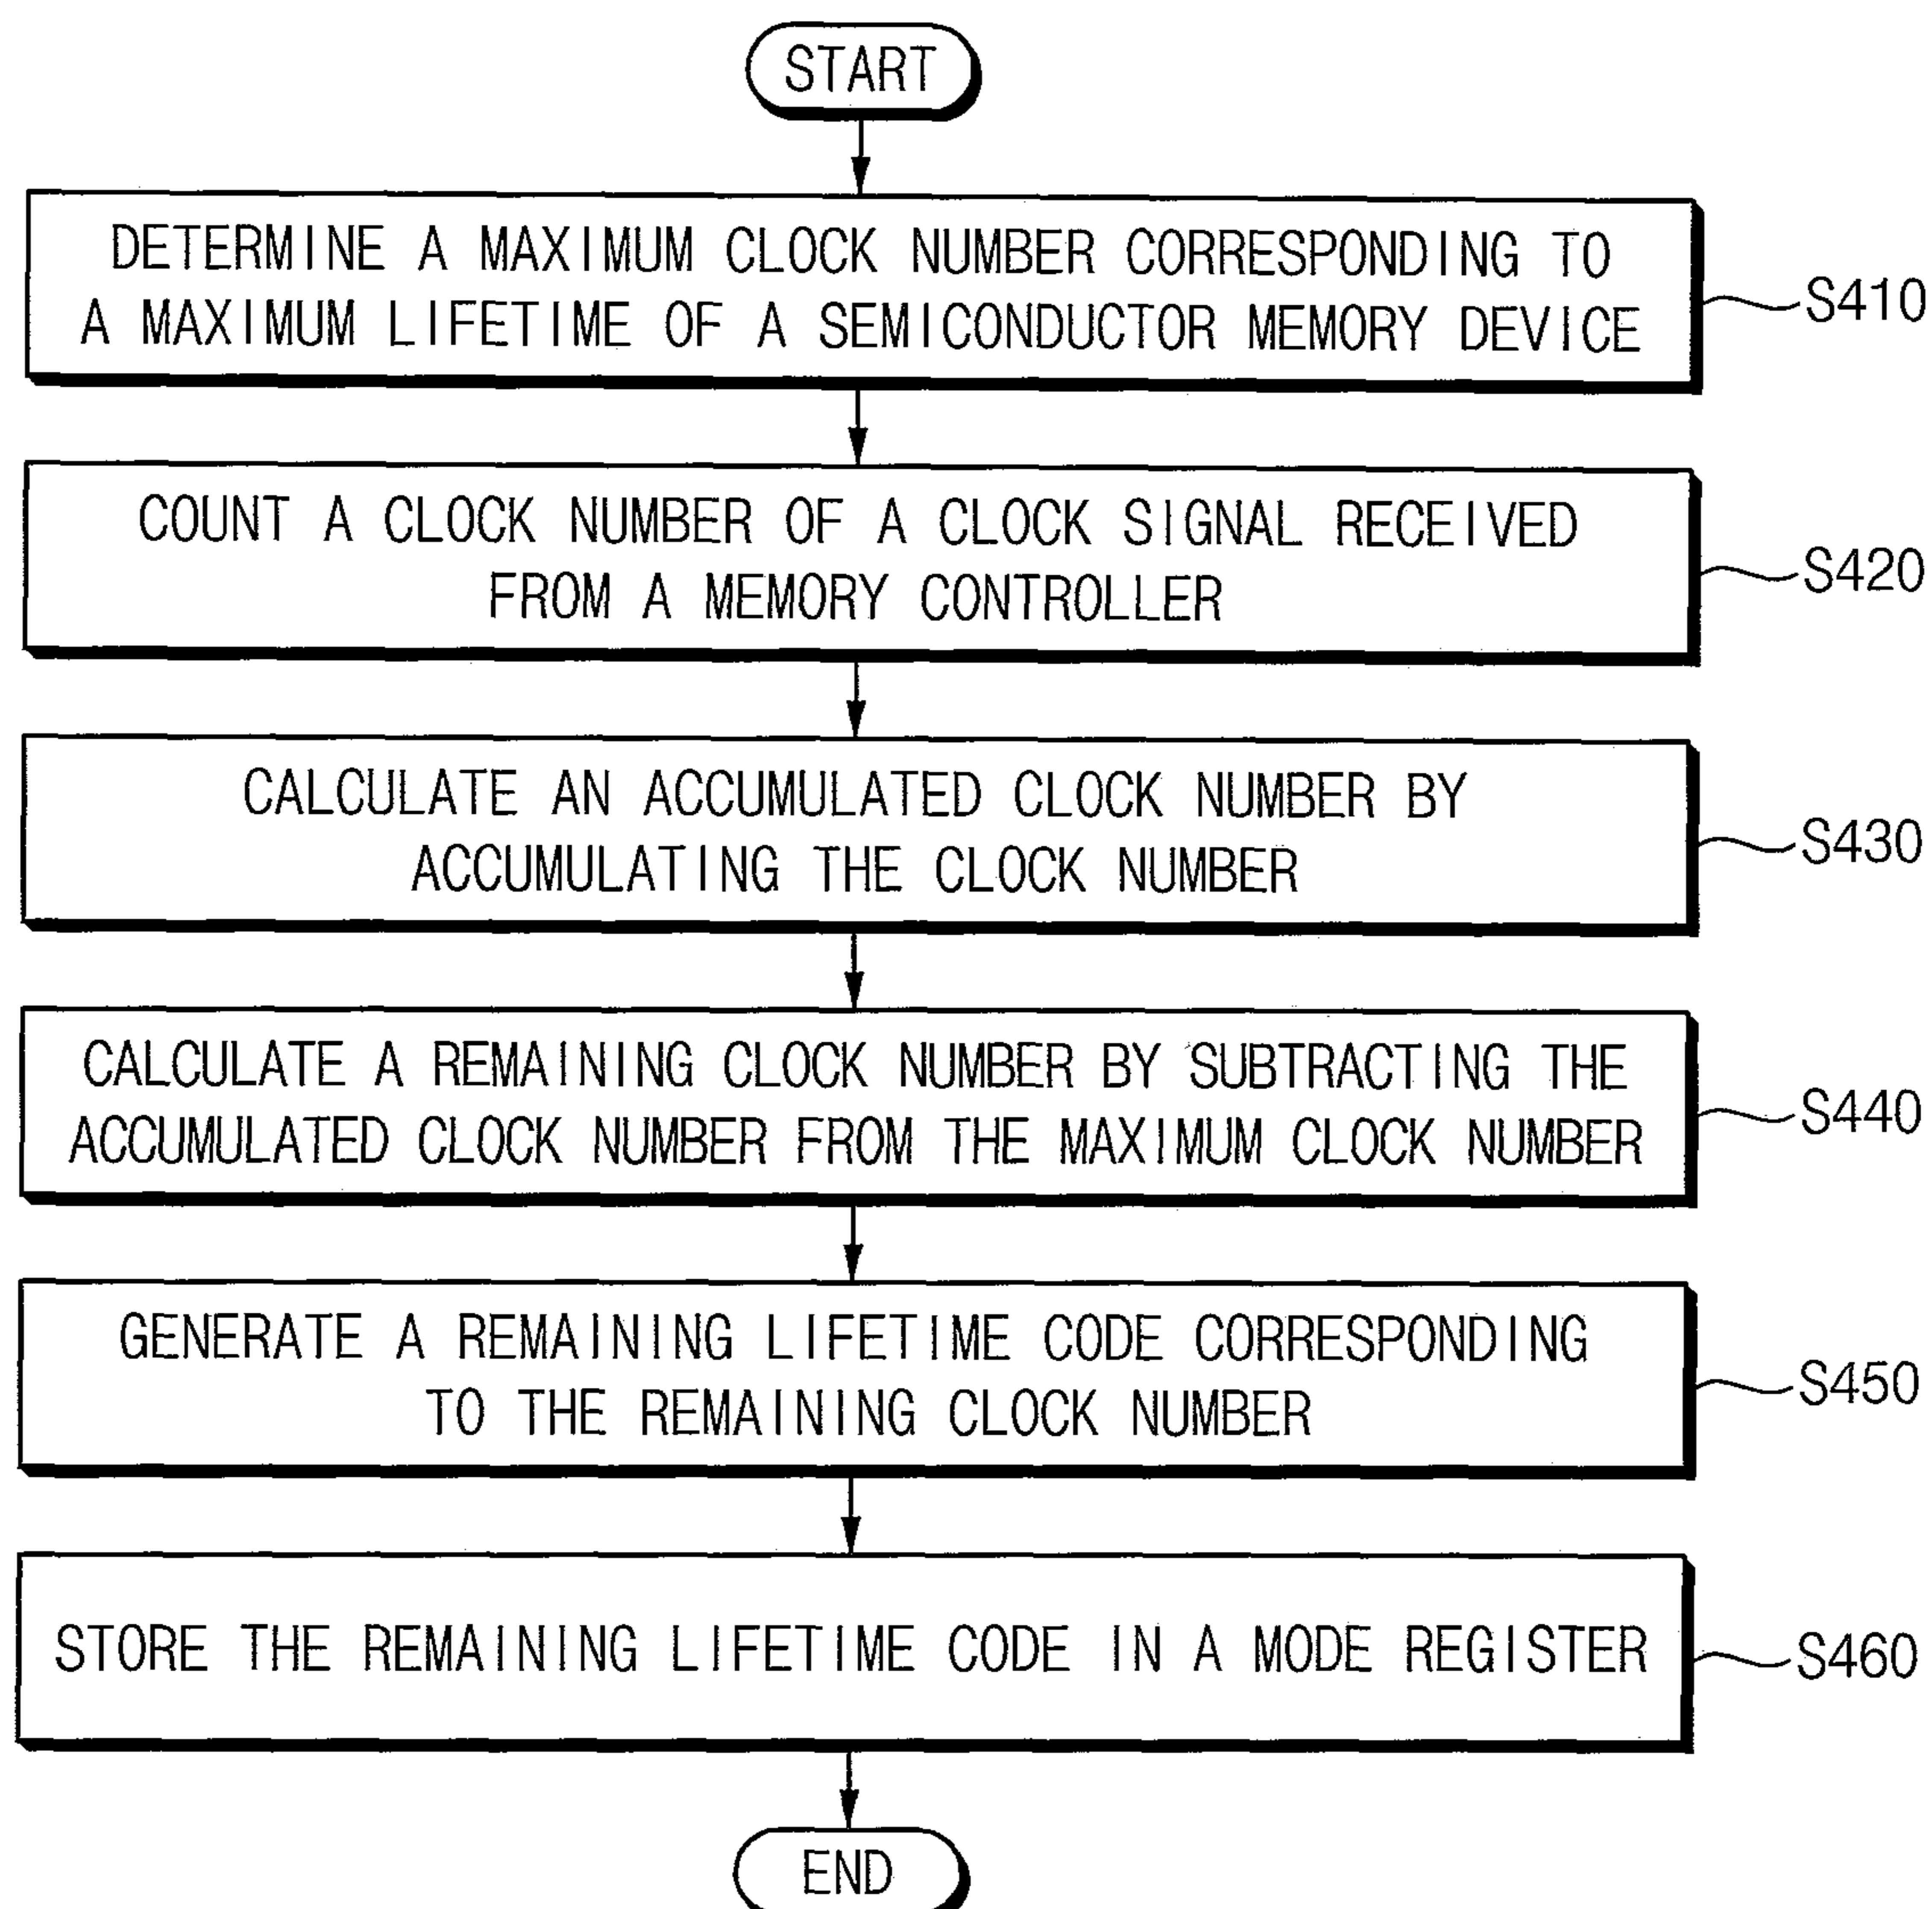 START
DETERMINE A MAXIMUM CLOCK NUMBER CORRESPONDING TO
A MAXIMUM LIFETIME OF A SEMICONDUCTOR MEMORY DEVICE
S410
COUNT A CLOCK NUMBER OF A CLOCK SIGNAL RECEIVED
FROM A MEMORY CONTROLLER
S420
CALCULATE AN ACCUMULATED CLOCK NUMBER BY
ACCUMULATING THE CLOCK NUMBER
S430
CALCULATE A REMAINING CLOCK NUMBER BY SUBTRACTING THE
ACCUMULATED CLOCK NUMBER FROM THE MAXIMUM CLOCK NUMBER
S440
GENERATE A REMAINING LIFETIME CODE CORRESPONDING
TO THE REMAINING CLOCK NUMBER
S450
STORE THE REMAINING LIFETIME CODE IN A MODE REGISTER
S460
END